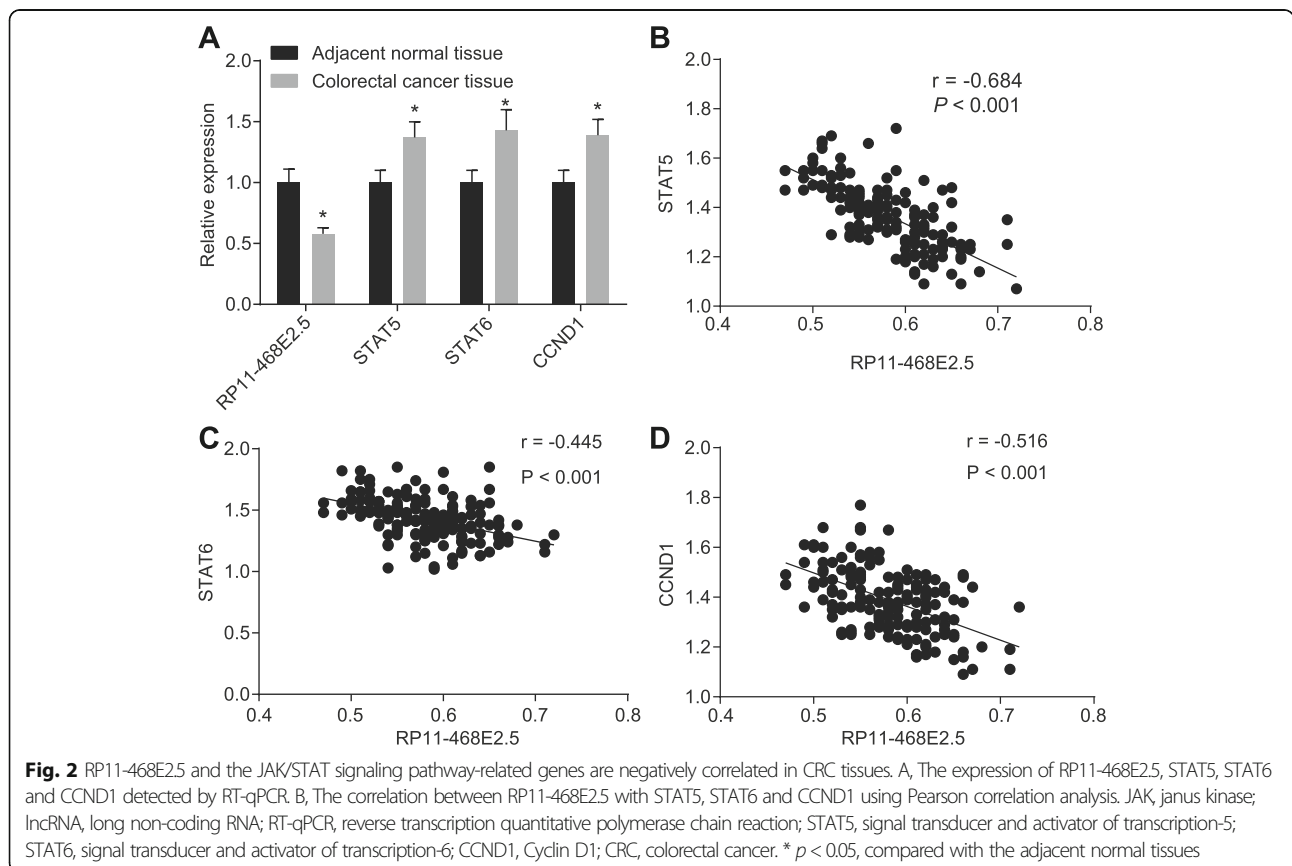 A
Adjacent normal tissue
Colorectal cancer tissue
2.0
1.5
1.0
0.5
0.0
Relative expression
*
*
*
*
RP11-468E2.5
STAT5
STAT6
CCND1
B
r = -0.684
P < 0.001
2.0
1.8
1.6
1.4
1.2
1.0
STAT5
0.4 0.5 0.6 0.7 0.8
RP11-468E2.5
C
r = -0.445
P < 0.001
2.0
1.5
1.0
0.5
0.0
STAT6
0.4 0.5 0.6 0.7 0.8
RP11-468E2.5
D
r = -0.516
P < 0.001
2.0
1.8
1.6
1.4
1.2
1.0
CCND1
0.4 0.5 0.6 0.7 0.8
RP11-468E2.5
Fig. 2 RP11-468E2.5 and the JAK/STAT signaling pathway-related genes are negatively correlated in CRC tissues. A, The expression of RP11-468E2.5, STAT5, STAT6
and CCND1 detected by RT-qPCR. B, The correlation between RP11-468E2.5 with STAT5, STAT6 and CCND1 using Pearson correlation analysis. JAK, janus kinase;
lncRNA, long non-coding RNA; RT-qPCR, reverse transcription quantitative polymerase chain reaction; STAT5, signal transducer and activator of transcription-5;
STAT6, signal transducer and activator of transcription-6; CCND1, Cyclin D1; CRC, colorectal cancer. * p < 0.05, compared with the adjacent normal tissues